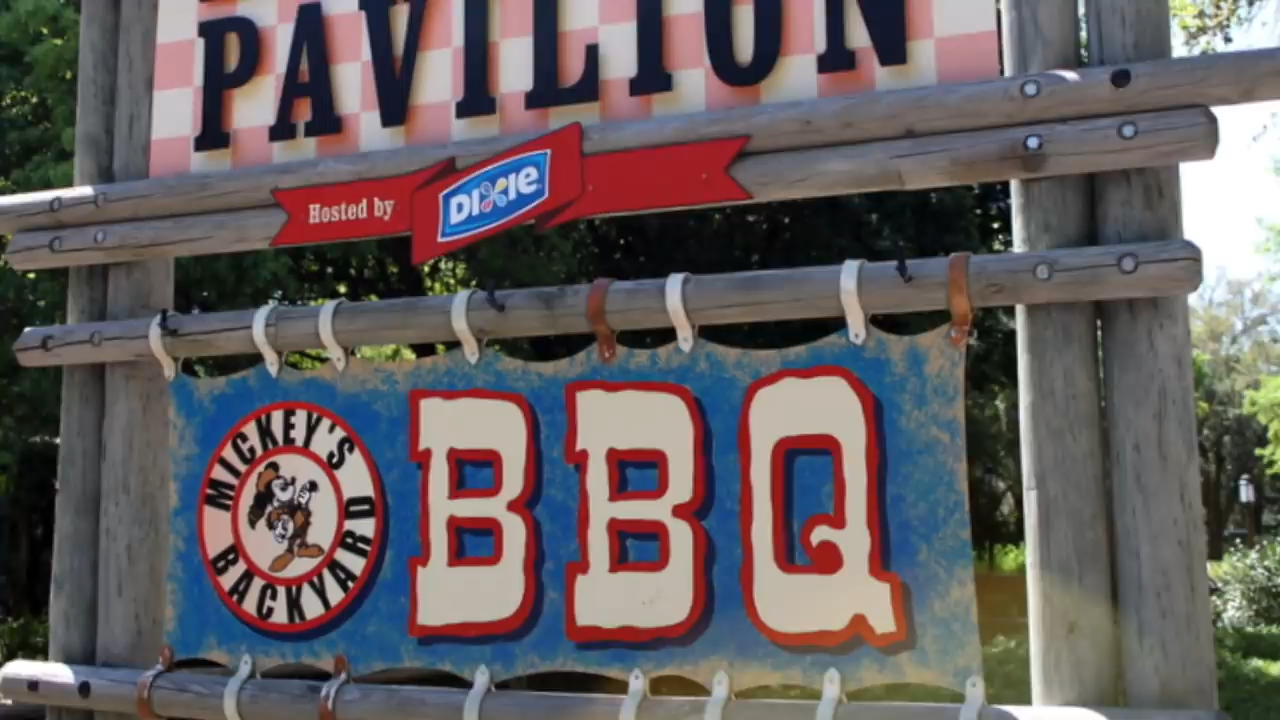 PAVILION
Hosted by DIXIE
MICKEY'S
BACKYARD
BBQ